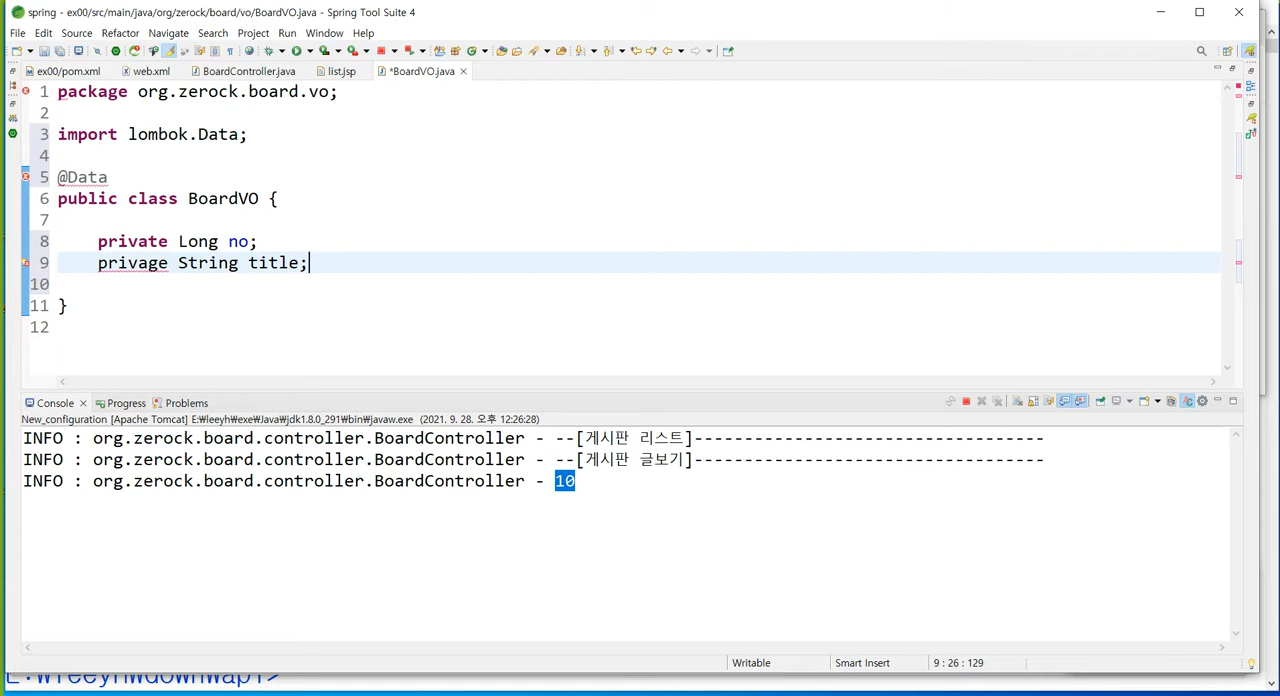 spring - ex00/src/main/java/org/zerock/board/vo/BoardVO.java - Spring Tool Suite 4
File Edit Source Refactor Navigate Search Project Run Window Help
ex00/pom.xml web.xml BoardController.java list.jsp *BoardVO.java
1 package org.zerock.board.vo;
2
3 import lombok.Data;
4
5 @Data
6 public class BoardVO {
7
8 private Long no;
9 privage String title;
10
11 }
12
Console Progress Problems
New_configuration [Apache Tomcat] E:₩leeyh₩exe₩Java₩jdk1.8.0_291₩bin₩javaw.exe (2021. 9. 28. 오후 12:26:28)
INFO : org.zerock.board.controller.BoardController - --[게시판 리스트]-----------------------------------
INFO : org.zerock.board.controller.BoardController - --[게시판 글보기]-----------------------------------
INFO : org.zerock.board.controller.BoardController - 10
Writable Smart Insert 9 : 26 : 129